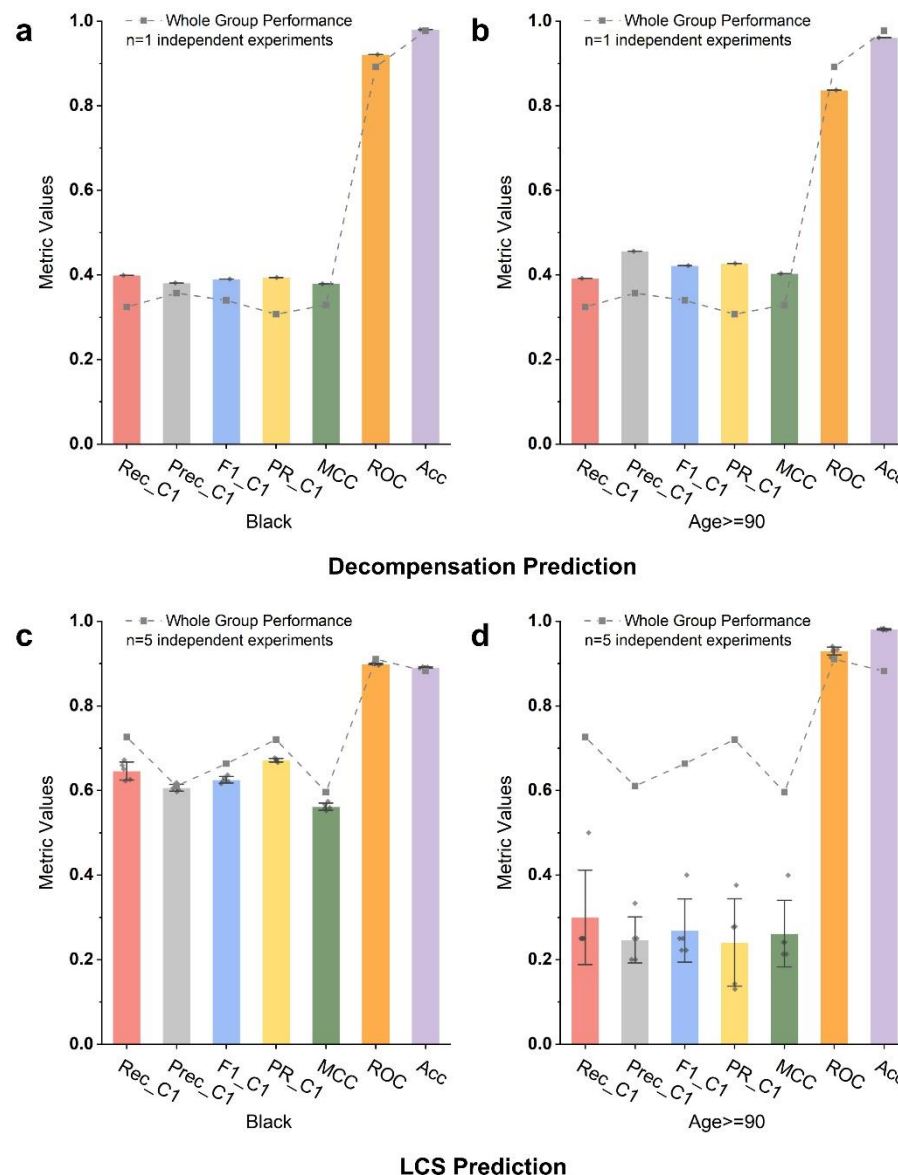 a
Whole Group Performance
n=1 independent experiments
1.0
0.8
0.6
0.4
0.2
0.0
Metric Values
Rec_C1
Prec_C1
F1_C1
PR_C1
MCC
ROC
Acc
Black
b
Whole Group Performance
n=1 independent experiments
1.0
0.8
0.6
0.4
0.2
0.0
Metric Values
Rec_C1
Prec_C1
F1_C1
PR_C1
MCC
ROC
Acc
Age>=90
Decompensation Prediction
c
Whole Group Performance
n=5 independent experiments
1.0
0.8
0.6
0.4
0.2
0.0
Metric Values
Rec_C1
Prec_C1
F1_C1
PR_C1
MCC
ROC
Acc
Black
d
Whole Group Performance
n=5 independent experiments
1.0
0.8
0.6
0.4
0.2
0.0
Metric Values
Rec_C1
Prec_C1
F1_C1
PR_C1
MCC
ROC
Acc
Age>=90
LCS Prediction